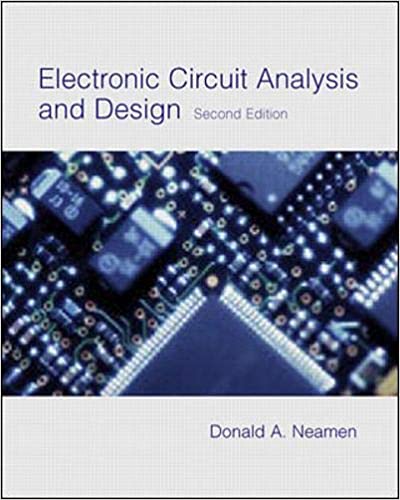 Electronic Circuit Analysis
and Design Second Edition
Donald A. Neamen